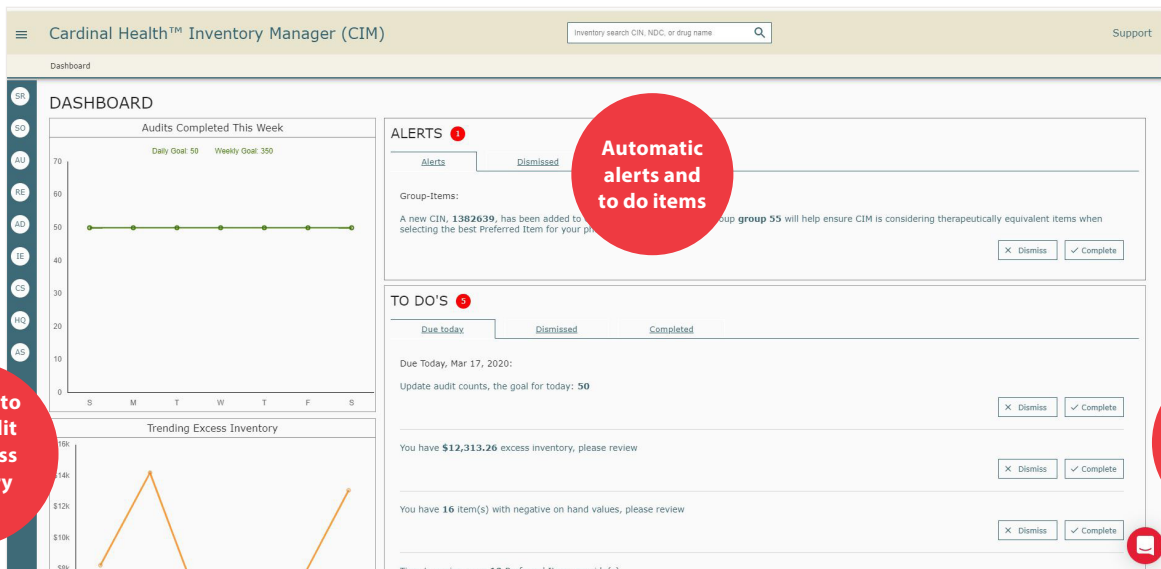 Cardinal Health™ Inventory Manager (CIM)
Inventory search CIN, NDC, or drug name
Support
Dashboard
SR
SO
AU
RE
AD
IE
CS
HQ
AS
DASHBOARD
Audits Completed This Week
Daily Goal: 50 Weekly Goal: 350
70
60
50
40
30
20
10
0
S M T W T F S
Trending Excess Inventory
$16k
$14k
$12k
$10k
$8k
to
ALERTS 1
Alerts Dismissed
Automatic
alerts and
to do items
Group-Items:
A new CIN, 1382639, has been added to group 55 will help ensure CIM is considering therapeutically equivalent items when
selecting the best Preferred Item for your
× Dismiss ✓ Complete
TO DO'S 5
Due today Dismissed Completed
Due Today, Mar 17, 2020:
Update audit counts, the goal for today: 50
× Dismiss ✓ Complete
You have $12,313.26 excess inventory, please review
× Dismiss ✓ Complete
You have 16 item(s) with negative on hand values, please review
× Dismiss ✓ Complete